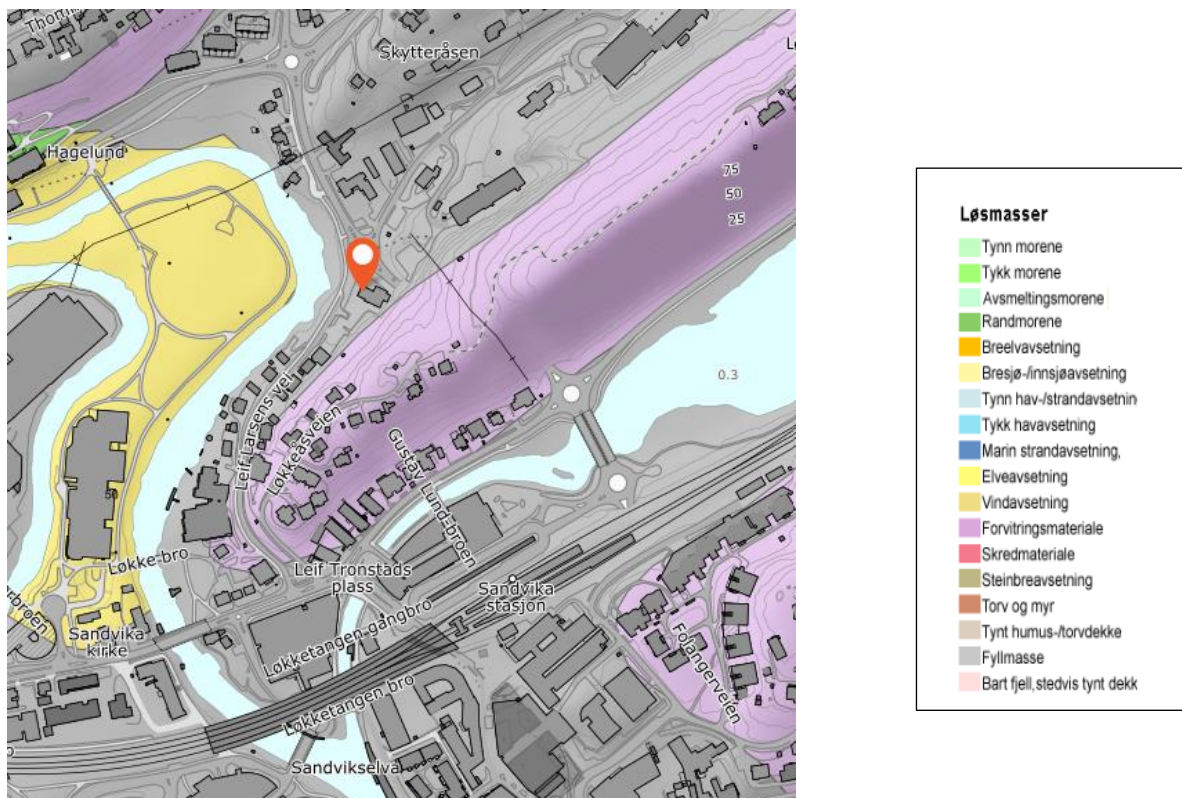 Skytteråsen
Hagelund
75
50
25
0.3
Leif Larsens vei
Løkkeåsveien
Gustav Lund-broen
50
Løkke bro
Leif Tronstads
plass
Sandvika
stasjon
Sandvika
kirke
Løkketangen gangbro
Folangerveien
Løkketangen bro
Sandvikselva
Løsmasser
Tynn morene
Tykk morene
Avsmeltingsmorene
Randmorene
Breelvavsetning
Bresjø-/innsjøavsetning
Tynn hav-/strandavsetnin
Tykk havavsetning
Marin strandavsetning,
Elveavsetning
Vindavsetning
Forvitringsmateriale
Skredmateriale
Steinbreavsetning
Torv og myr
Tynt humus-/torvdekke
Fyllmasse
Bart fjell,stedvis tynt dekk